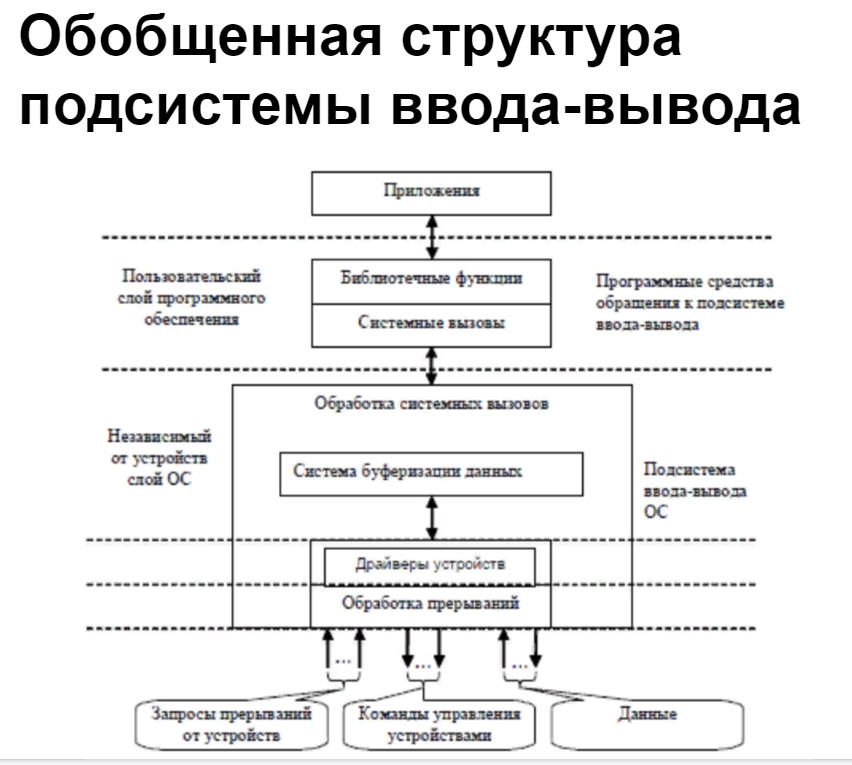 Обобщенная структура
подсистемы ввода-вывода
Приложения
Пользовательский
слой программного
обеспечения
Библиотечные функции
Системные вызовы
Программные средства
обращения к подсистеме
ввода-вывода
Обработка системных вызовов
Независимый
от устройств
слой ОС
Система буферизации данных
Подсистема
ввода-вывода
ОС
Драйверы устройств
Обработка прерываний
...
...
...
Запросы прерываний
от устройств
Команды управления
устройствами
Данные